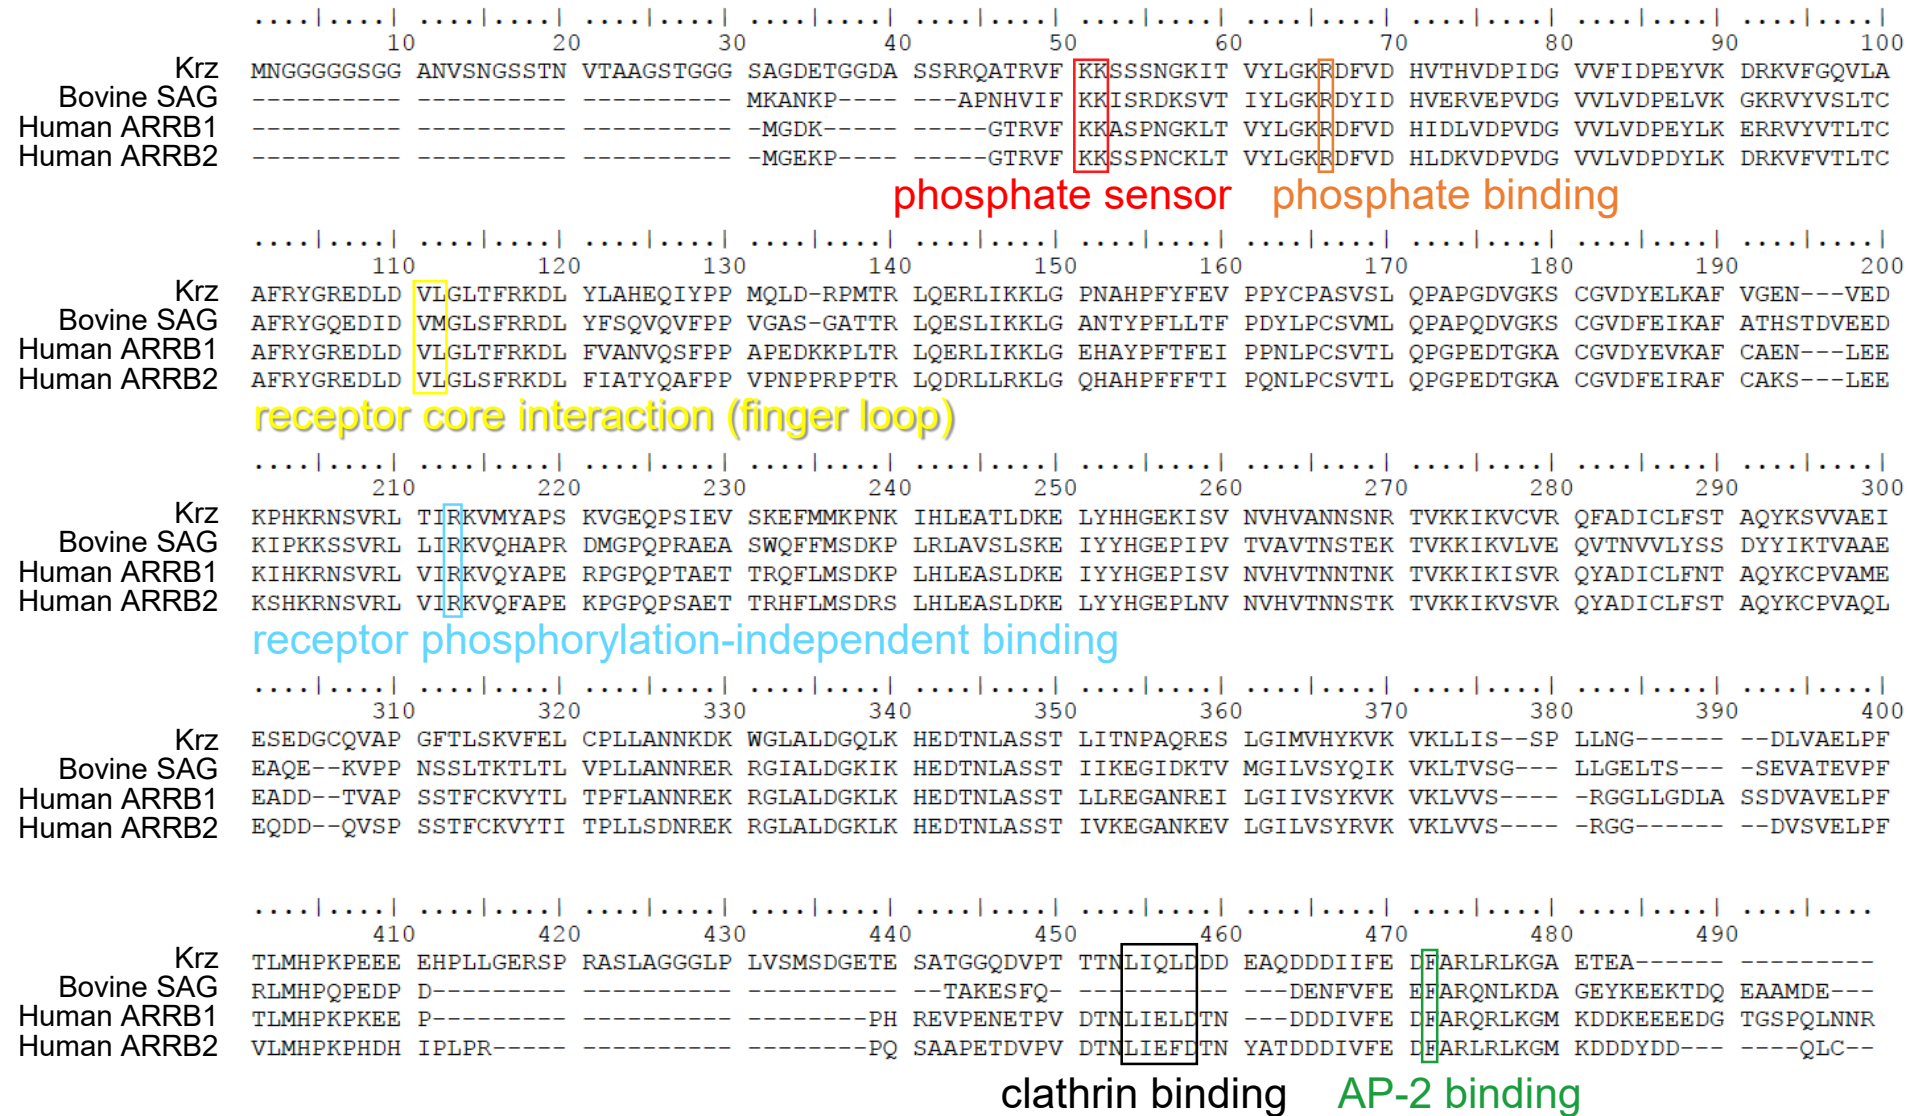 ....|....| ....|....| ....|....| ....|....| ....|....| ....|....| ....|....| ....|....| ....|....| ....|....|
10 20 30 40 50 60 70 80 90 100
Krz MNGGGGGSGG ANVSNGSSTN VTAAGSTGGG SAGDETGGDA SSRRQATRVF KKSSSNGKIT VYLGKRDFVD HVTHVDPIDG VVFIDPEYVK DRKVFGQVLA
Bovine SAG ---------- ---------- ---------- MKANKP---- ---APNHVIF KKISRDKSVT IYLGKRDYID HVERVEPVDG VVLVDPELVK GKRVYVSLTC
Human ARRB1 ---------- ---------- ---------- -MGDK----- -----GTRVF KKASPNGKLT VYLGKRDFVD HIDLVDPVDG VVLVDPEYLK ERRVYVTLTC
Human ARRB2 ---------- ---------- ---------- -MGEKP---- -----GTRVF KKSSPNCKLT VYLGKRDFVD HLDKVDPVDG VVLVDPDYLK DRKVFVTLTC
phosphate sensor phosphate binding
....|....| ....|....| ....|....| ....|....| ....|....| ....|....| ....|....| ....|....| ....|....| ....|....|
110 120 130 140 150 160 170 180 190 200
Krz AFRYGREDLD VLGLTFRKDL YLAHEQIYPP MQLD-RPMTR LQERLIKKLG PNAHPFYFEV PPYCPASVSL QPAPGDVGKS CGVDYELKAF VGEN---VED
Bovine SAG AFRYGQEDID VMGLSFRRDL YFSQVQVFPP VGAS-GATTR LQESLIKKLG ANTYPFLLTF PDYLPCSVML QPAPQDVGKS CGVDFEIKAF ATHSTDVEED
Human ARRB1 AFRYGREDLD VLGLTFRKDL FVANVQSFPP APEDKKPLTR LQERLIKKLG EHAYPFTFEI PPNLPCSVTL QPGPEDTGKA CGVDYEVKAF CAEN---LEE
Human ARRB2 AFRYGREDLD VLGLSFRKDL FIATYQAFPP VPNPPRPPTR LQDRLLRKLG QHAHPFFFTI PQNLPCSVTL QPGPEDTGKA CGVDFEIRAF CAKS---LEE
receptor core interaction (finger loop)
....|....| ....|....| ....|....| ....|....| ....|....| ....|....| ....|....| ....|....| ....|....| ....|....|
210 220 230 240 250 260 270 280 290 300
Krz KPHKRNSVRL TIRKVMYAPS KVGEQPSIEV SKEFMMKPNK IHLEATLDKE LYHHGEKISV NVHVANNSNR TVKKIKVCVR QFADICLFST AQYKSVVAEI
Bovine SAG KIPKKSSVRL LIRKVQHAPR DMGPQPRAEA SWQFFMSDKP LRLAVSLSKE IYYHGEPIPV TVAVTNSTEK TVKKIKVLVE QVTNVVLYSS DYYIKTVAAE
Human ARRB1 KIHKRNSVRL VIRKVQYAPE RPGPQPTAET TRQFLMSDKP LHLEASLDKE IYYHGEPISV NVHVTNNTNK TVKKIKISVR QYADICLFNT AQYKCPVAME
Human ARRB2 KSHKRNSVRL VIRKVQFAPE KPGPQPSAET TRHFLMSDRS LHLEASLDKE LYYHGEPLNV NVHVTNNSTK TVKKIKVSVR QYADICLFST AQYKCPVAQL
receptor phosphorylation-independent binding
....|....| ....|....| ....|....| ....|....| ....|....| ....|....| ....|....| ....|....| ....|....| ....|....|
310 320 330 340 350 360 370 380 390 400
Krz ESEDGCQVAP GFTLSKVFEL CPLLANNKDK WGLALDGQLK HEDTNLASST LITNPAQRES LGIMVHYKVK VKLLIS--SP LLNG------ --DLVAELPF
Bovine SAG EAQE--KVPP NSSLTKTLTL VPLLANNRER RGIALDGKIK HEDTNLASST IIKEGIDKTV MGILVSYQIK VKLTVSG--- LLGELTS--- -SEVATEVPF
Human ARRB1 EADD--TVAP SSTFCKVYTL TPFLANNREK RGLALDGKLK HEDTNLASST LLREGANREI LGIIVSYKVK VKLVVS---- -RGGLLGDLA SSDVAVELPF
Human ARRB2 EQDD--QVSP SSTFCKVYTI TPLLSDNREK RGLALDGKLK HEDTNLASST IVKEGANKEV LGILVSYRVK VKLVVS---- -RGG------ --DVSVELPF
....|....| ....|....| ....|....| ....|....| ....|....| ....|....| ....|....| ....|....| ....|....| ....|....
410 420 430 440 450 460 470 480 490
Krz TLMHPKPEEE EHPLLGERSP RASLAGGGLP LVSMSDGETE SATGGQDVPT TTNLIQLDDD EAQDDDIIFE DFARLRLKGA ETEA------ ---------
Bovine SAG RLMHPQPEDP D--------- ---------- ---------- --TAKESFQ- ---------- ---DENFVFE EFARQNLKDA GEYKEEKTDQ EAAMDE---
Human ARRB1 TLMHPKPKEE P--------- ---------- --------PH REVPENETPV DTNLIELDTN ---DDDIVFE DFARQRLKGM KDDKEEEEDG TGSPQLNNR
Human ARRB2 VLMHPKPHDH IPLPR----- ---------- --------PQ SAAPETDVPV DTNLIEFDTN YATDDDIVFE DFARLRLKGM KDDDYDD--- ----QLC--
clathrin binding AP-2 binding